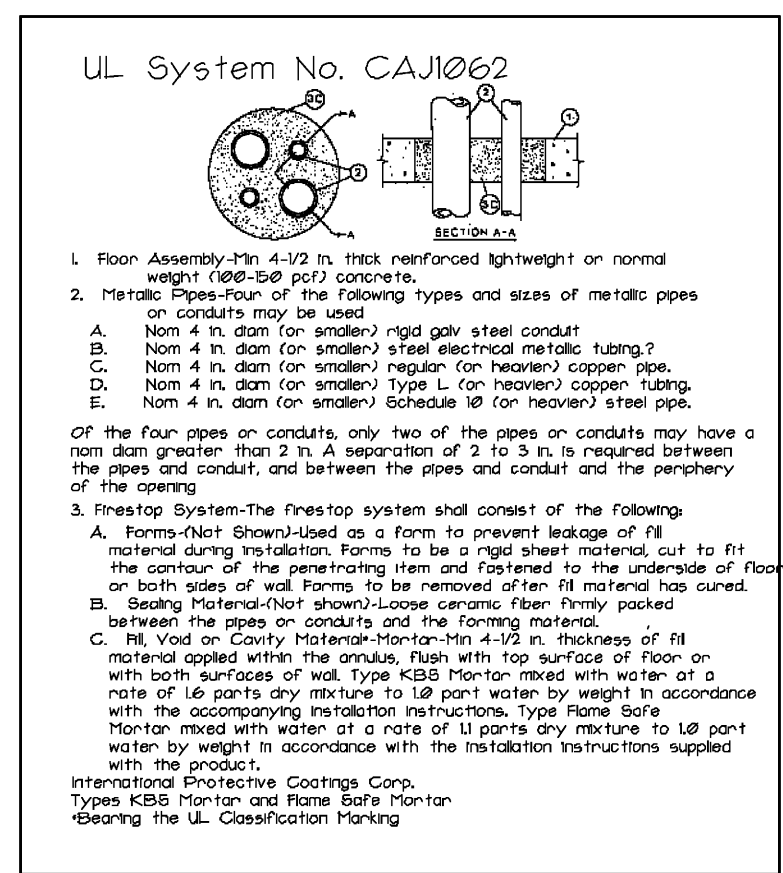 UL System No. CAJ1062
3C
A
2
A
2
1.
3C
SECTION A-A
1. Floor Assembly-Min 4-1/2 in. thick reinforced lightweight or normal
weight (100-150 pcf) concrete.
2. Metallic Pipes-Four of the following types and sizes of metallic pipes
or conduits may be used
A. Nom 4 in. diam (or smaller) rigid galv steel conduit
B. Nom 4 in. diam (or smaller) steel electrical metallic tubing.?
C. Nom 4 in. diam (or smaller) regular (or heavier) copper pipe.
D. Nom 4 in. diam (or smaller) Type L (or heavier) copper tubing.
E. Nom 4 in. diam (or smaller) Schedule 10 (or heavier) steel pipe.
Of the four pipes or conduits, only two of the pipes or conduits may have a
nom diam greater than 2 in. A separation of 2 to 3 in. is required between
the pipes and conduit, and between the pipes and conduit and the periphery
of the opening
3. Firestop System-The firestop system shall consist of the following:
A. Forms-(Not Shown)-Used as a form to prevent leakage of fill
material during installation. Forms to be a rigid sheet material, cut to fit
the contour of the penetrating item and fastened to the underside of floor
or both sides of wall. Forms to be removed after fil material has cured.
B. Sealing Material-(Not shown)-Loose ceramic fiber firmly packed
between the pipes or conduits and the forming material.
C. Fill, Void or Cavity Material*-Mortar-Min 4-1/2 in. thickness of fil
material applied within the annulus, flush with top surface of floor or
with both surfaces of wall. Type KBS Mortar mixed with water at a
rate of 1.6 parts dry mixture to 1.0 part water by weight in accordance
with the accompanying installation instructions. Type Flame Safe
Mortar mixed with water at a rate of 1.1 parts dry mixture to 1.0 part
water by weight in accordance with the installation instructions supplied
with the product.
International Protective Coatings Corp.
Types KBS Mortar and Flame Safe Mortar
*Bearing the UL Classification Marking